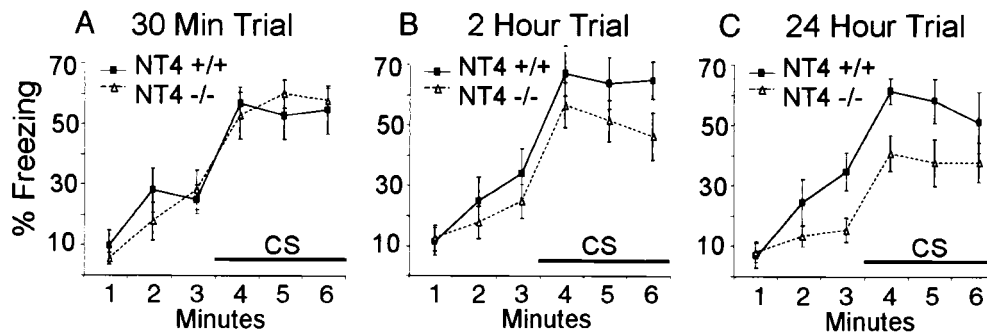 A 30 Min Trial
70
NT4 +/+
NT4 -/-
50
30
10
% Freezing
CS
1 2 3 4 5 6
Minutes
B 2 Hour Trial
70
NT4 +/+
NT4 -/-
50
30
10
CS
1 2 3 4 5 6
Minutes
C 24 Hour Trial
70
NT4 +/+
NT4 -/-
50
30
10
CS
1 2 3 4 5 6
Minutes